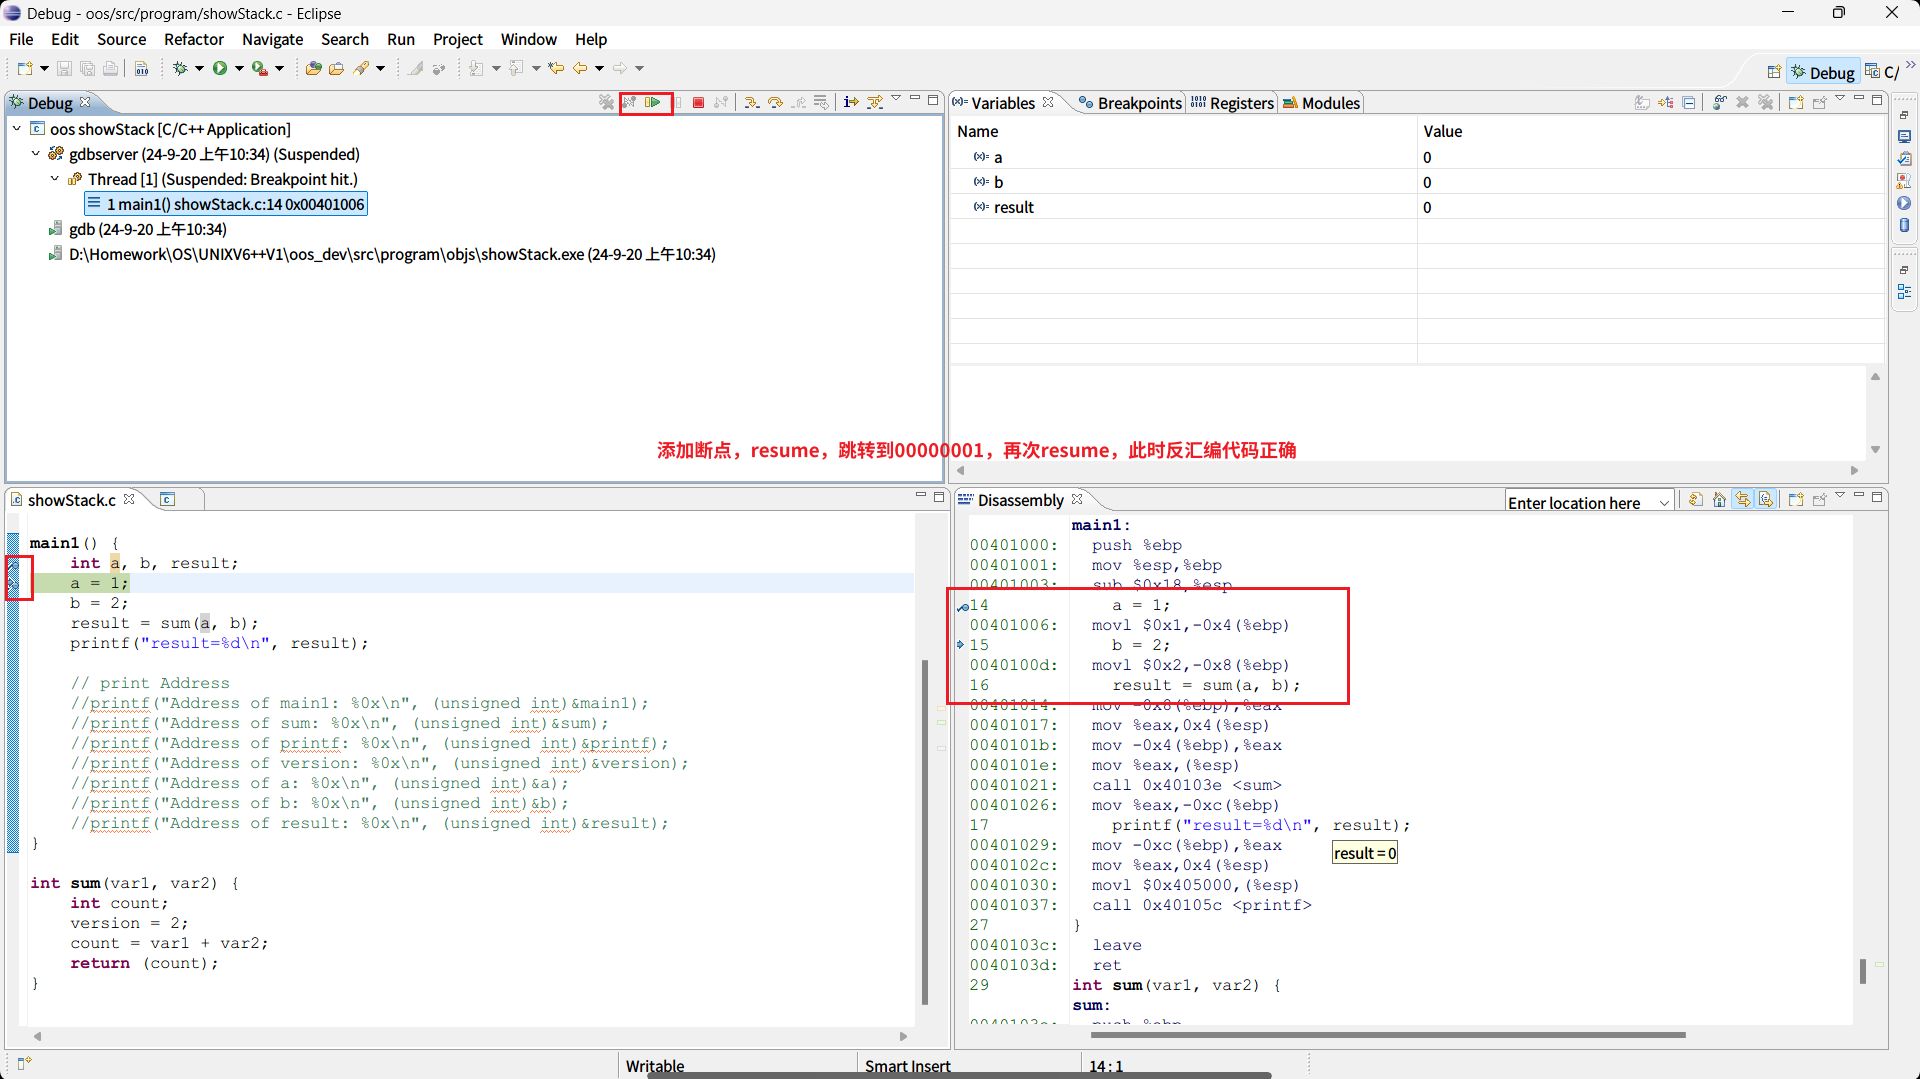 Debug - oos/src/program/showStack.c - Eclipse
File Edit Source Refactor Navigate Search Run Project Window Help
Debug C/
Debug
oos showStack [C/C++ Application]
gdbserver (24-9-20 上午10:34) (Suspended)
Thread [1] (Suspended: Breakpoint hit.)
1 main1() showStack.c:14 0x00401006
gdb (24-9-20 上午10:34)
D:\Homework\OS\UNIXV6++V1\oos_dev\src\program\objs\showStack.exe (24-9-20 上午10:34)
Variables Breakpoints Registers Modules
Name Value
a 0
b 0
result 0
添加断点，resume，跳转到00000001，再次resume，此时反汇编代码正确
showStack.c
main1() {
int a, b, result;
a = 1;
b = 2;
result = sum(a, b);
printf("result=%d\n", result);
// print Address
//printf("Address of main1: %0x\n", (unsigned int)&main1);
//printf("Address of sum: %0x\n", (unsigned int)&sum);
//printf("Address of printf: %0x\n", (unsigned int)&printf);
//printf("Address of version: %0x\n", (unsigned int)&version);
//printf("Address of a: %0x\n", (unsigned int)&a);
//printf("Address of b: %0x\n", (unsigned int)&b);
//printf("Address of result: %0x\n", (unsigned int)&result);
}
int sum(var1, var2) {
int count;
version = 2;
count = var1 + var2;
return (count);
}
Disassembly
Enter location here
main1:
00401000: push %ebp
00401001: mov %esp,%ebp
00401003: sub $0x18,%esp
14 a = 1;
00401006: movl $0x1,-0x4(%ebp)
15 b = 2;
0040100d: movl $0x2,-0x8(%ebp)
16 result = sum(a, b);
00401014: mov -0x8(%ebp),%eax
00401017: mov %eax,0x4(%esp)
0040101b: mov -0x4(%ebp),%eax
0040101e: mov %eax,(%esp)
00401021: call 0x40103e <sum>
00401026: mov %eax,-0xc(%ebp)
17 printf("result=%d\n", result);
00401029: mov -0xc(%ebp),%eax
result = 0
0040102c: mov %eax,0x4(%esp)
00401030: movl $0x405000,(%esp)
00401037: call 0x40105c <printf>
27 }
0040103c: leave
0040103d: ret
29 int sum(var1, var2) {
sum:
0040103e: push %ebp
Writable Smart Insert 14 : 1